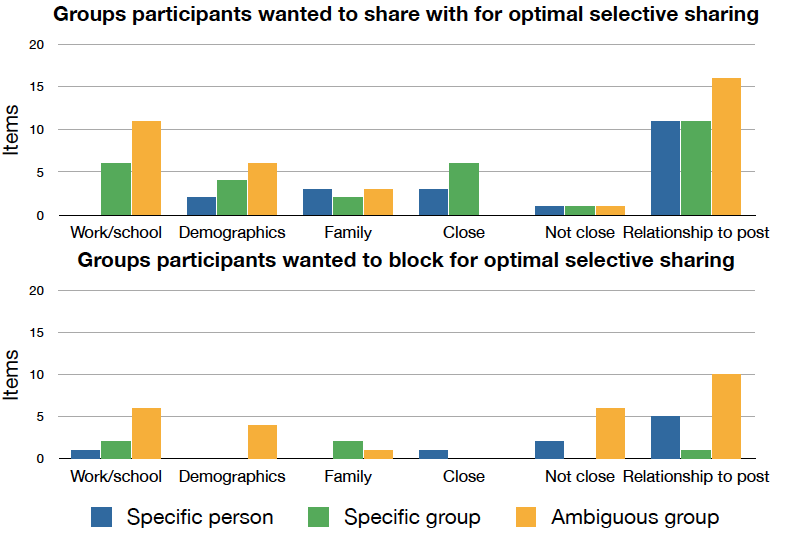 Groups participants wanted to share with for optimal selective sharing
20
15
10
5
0
Items
Work/school Demographics Family Close Not close Relationship to post
Groups participants wanted to block for optimal selective sharing
20
15
10
5
0
Items
Work/school Demographics Family Close Not close Relationship to post
Specific person Specific group Ambiguous group